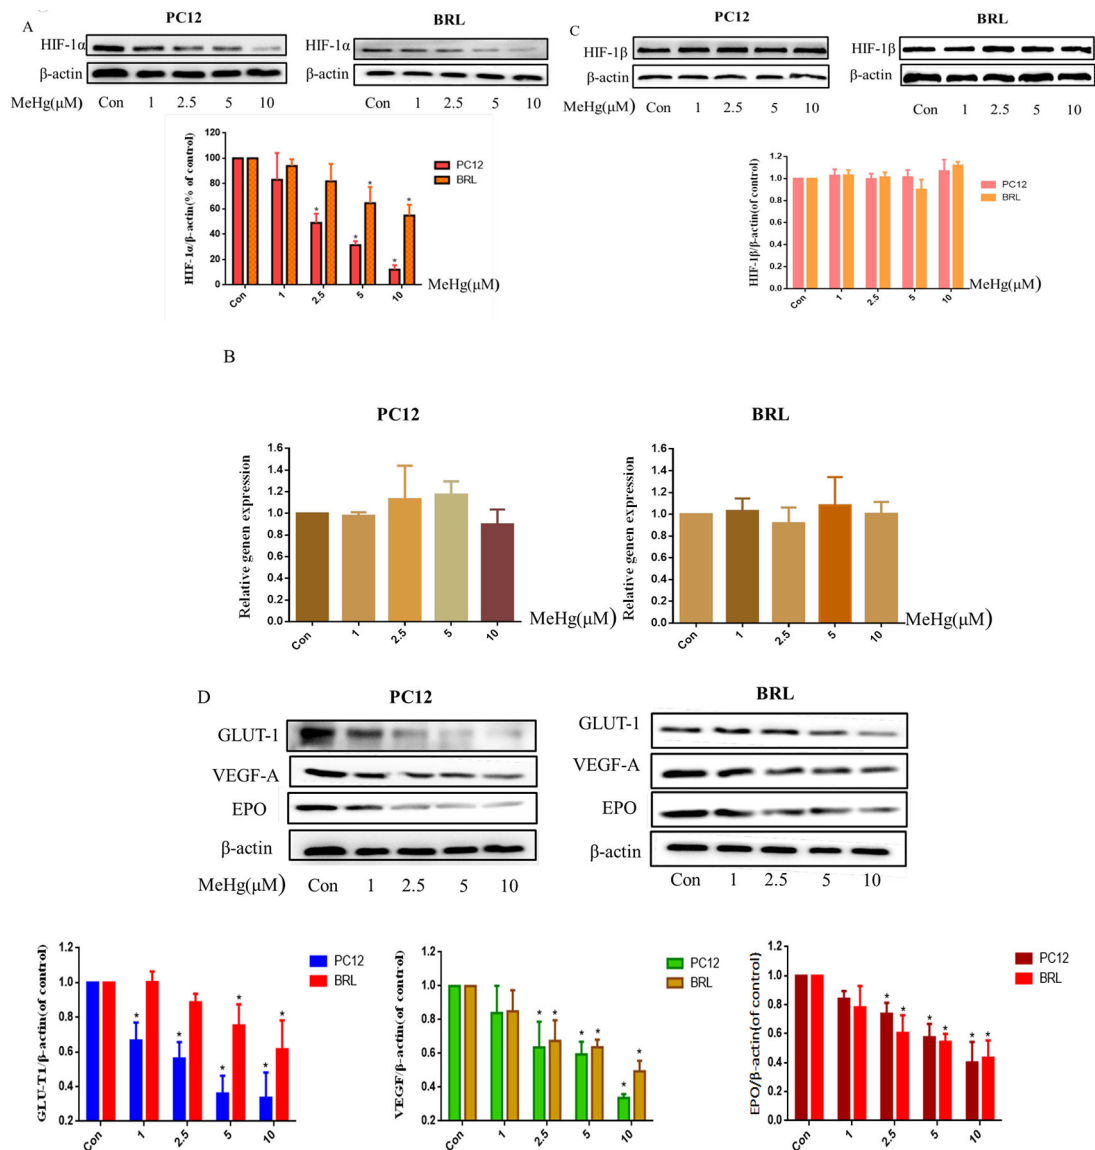 A
PC12
BRL
HIF-1α
β-actin
MeHg(μM)
Con 1 2.5 5 10
HIF-1α
β-actin
Con 1 2.5 5 10
HIF-1α/β-actin(% of control)
120
100
80
60
40
20
0
PC12
BRL
* * * * *
Con 1 2.5 5 10
MeHg(μM)
C
PC12
BRL
HIF-1β
β-actin
MeHg(μM)
Con 1 2.5 5 10
HIF-1β
β-actin
Con 1 2.5 5 10
HIF-1β/β-actin(of control)
1.2
1.0
0.8
0.6
0.4
0.2
0.0
PC12
BRL
Con 1 2.5 5 10
MeHg(μM)
B
PC12
Relative genen expression
1.6
1.4
1.2
1.0
0.8
0.6
0.4
0.2
0.0
Con 1 2.5 5 10
MeHg(μM)
BRL
Relative genen expression
1.6
1.4
1.2
1.0
0.8
0.6
0.4
0.2
0.0
Con 1 2.5 5 10
MeHg(μM)
D
PC12
GLUT-1
VEGF-A
EPO
β-actin
MeHg(μM)
Con 1 2.5 5 10
BRL
GLUT-1
VEGF-A
EPO
β-actin
Con 1 2.5 5 10
GLU-T1/β-actin(of control)
1.2
1.0
0.8
0.6
0.4
0.2
PC12
BRL
* * * * * *
Con 1 2.5 5 10
VEGF/β-actin(of control)
1.2
1.0
0.8
0.6
0.4
0.2
PC12
BRL
* * * * * *
Con 1 2.5 5 10
EPO/β-actin(of control)
1.2
1.0
0.8
0.6
0.4
0.2
PC12
BRL
* * * * * *
Con 1 2.5 5 10